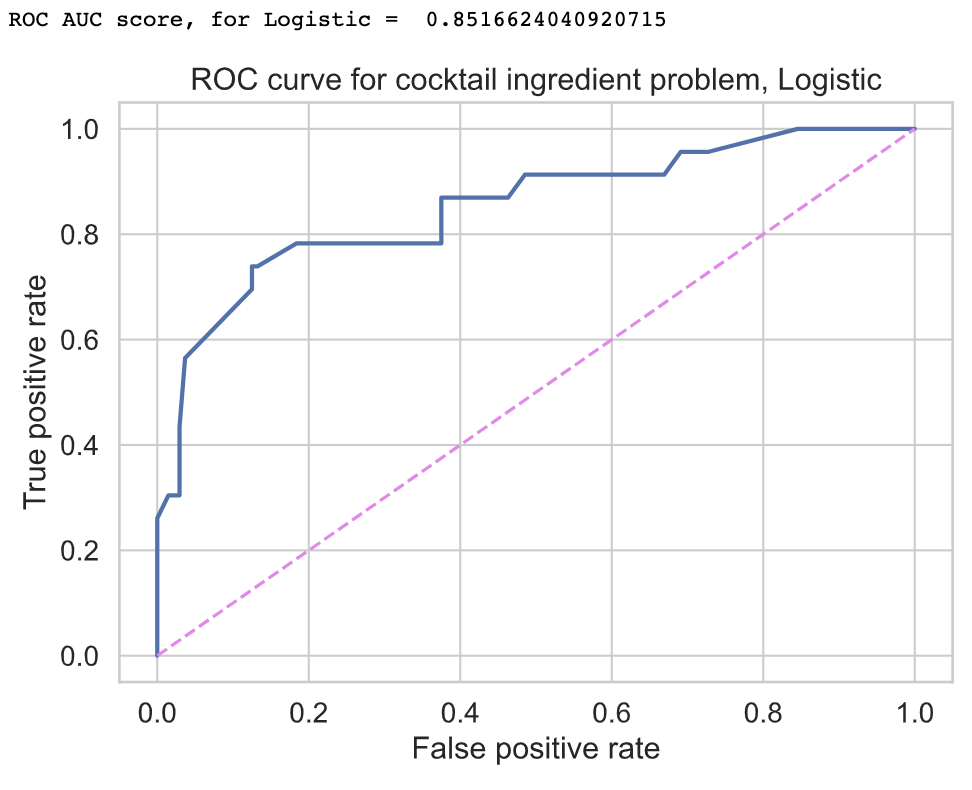 ROC AUC score, for Logistic =  0.8516624040920715
ROC curve for cocktail ingredient problem, Logistic
1.0
0.8
0.6
0.4
0.2
0.0
True positive rate
0.0 0.2 0.4 0.6 0.8 1.0
False positive rate